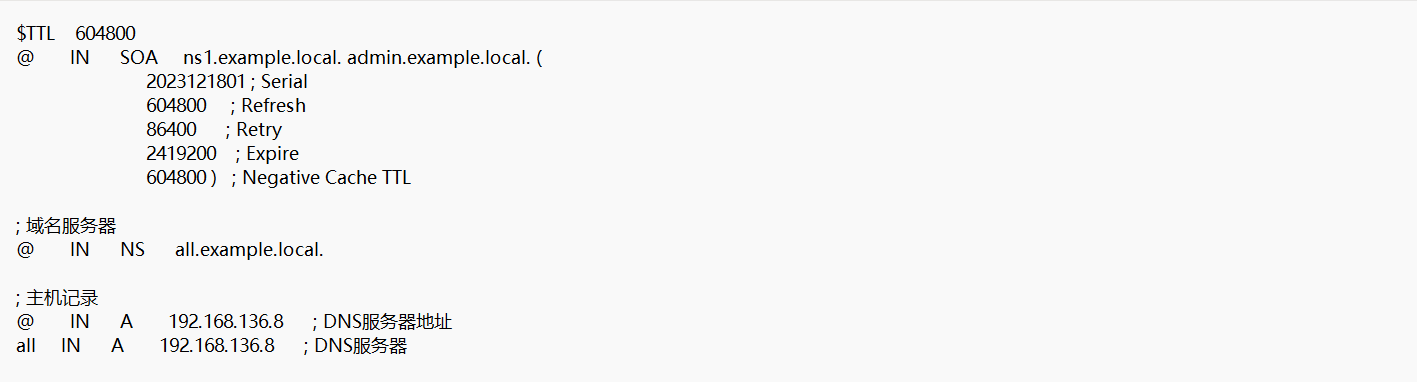 $TTL 604800
@ IN SOA ns1.example.local. admin.example.local. (
2023121801 ; Serial
604800 ; Refresh
86400 ; Retry
2419200 ; Expire
604800 ) ; Negative Cache TTL
; 域名服务器
@ IN NS all.example.local.
; 主机记录
@ IN A 192.168.136.8 ; DNS服务器地址
all IN A 192.168.136.8 ; DNS服务器